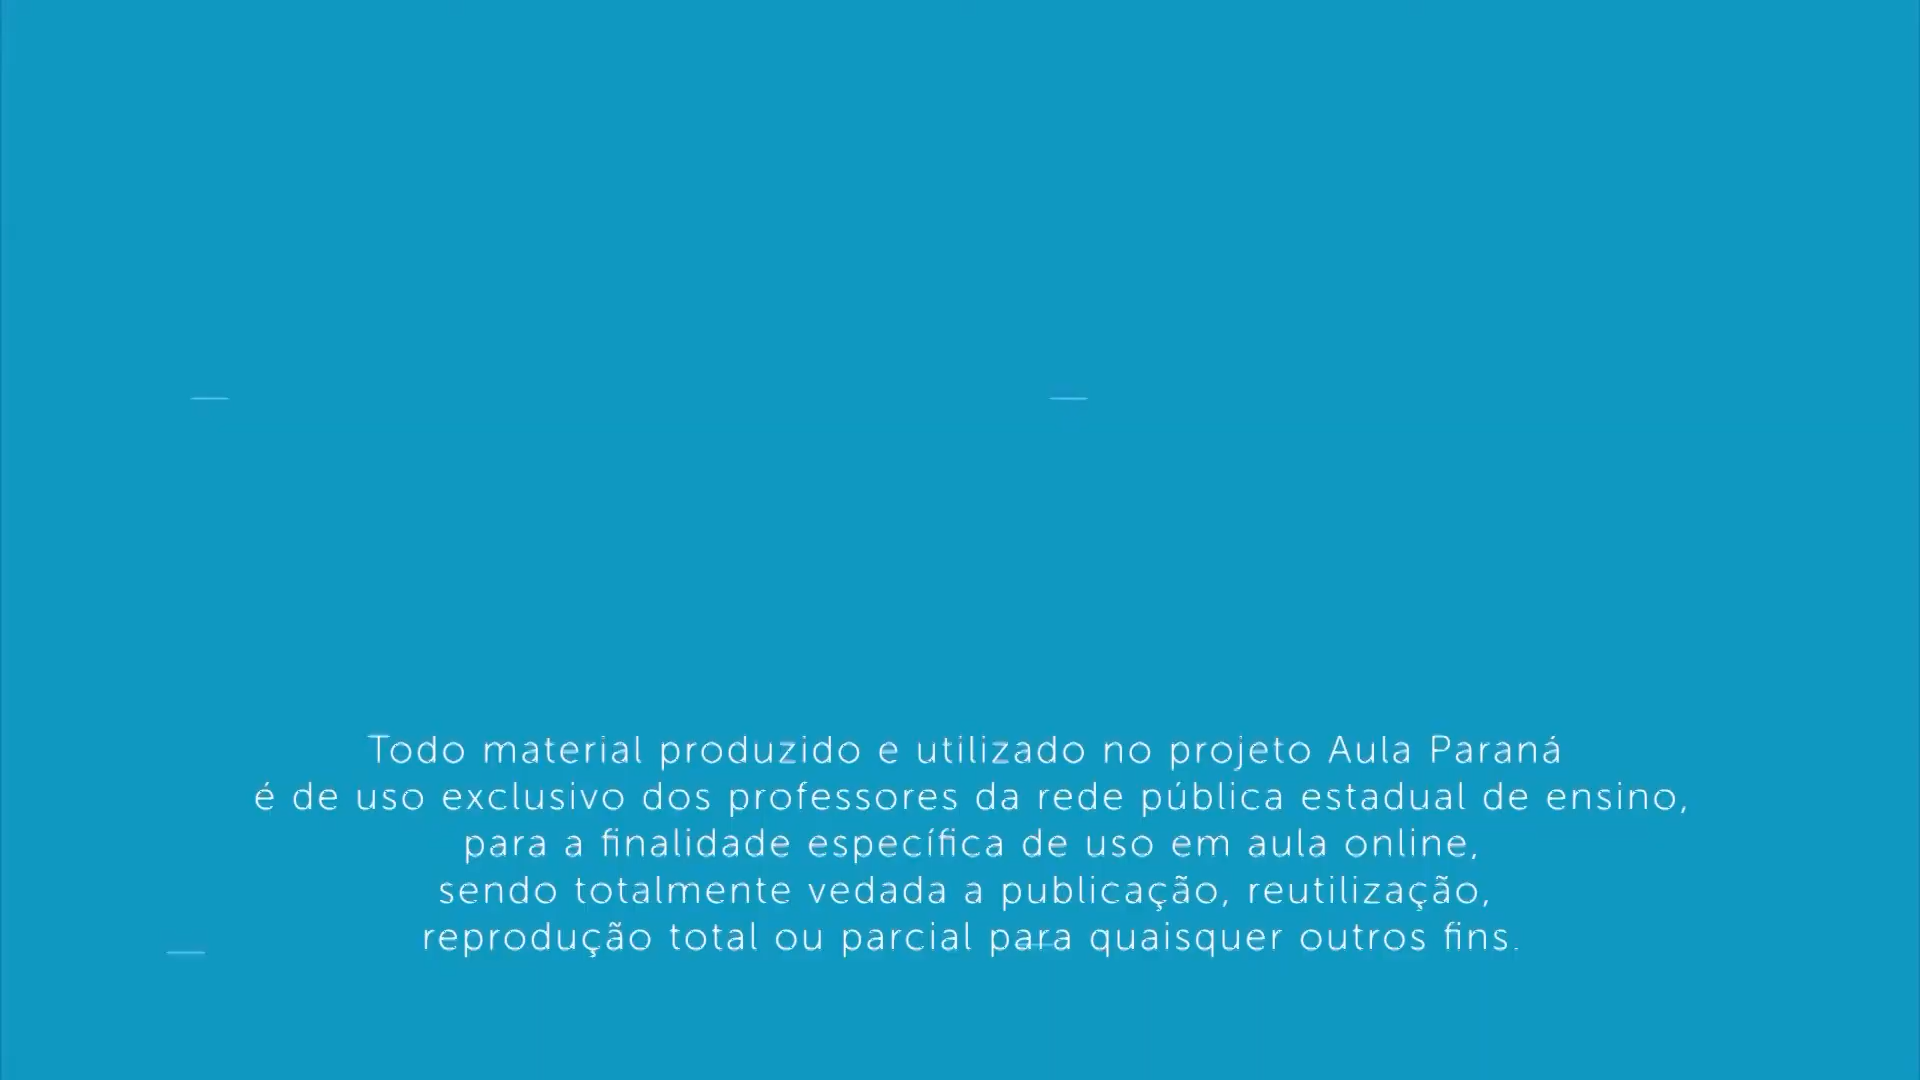 Todo material produzido e utilizado no projeto Aula Paraná
é de uso exclusivo dos professores da rede pública estadual de ensino,
para a finalidade específica de uso em aula online,
sendo totalmente vedada a publicação, reutilização,
reprodução total ou parcial para quaisquer outros fins.